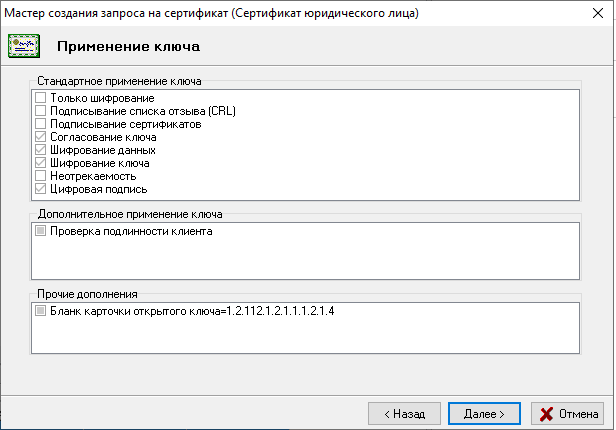 Мастер создания запроса на сертификат (Сертификат юридического лица)
Применение ключа
Стандартное применение ключа
Только шифрование
Подписывание списка отзыва (CRL)
Подписывание сертификатов
Согласование ключа
Шифрование данных
Шифрование ключа
Неотрекаемость
Цифровая подпись
Дополнительное применение ключа
Проверка подлинности клиента
Прочие дополнения
Бланк карточки открытого ключа=1.2.112.1.2.1.1.1.2.1.4
< Назад
Далее >
Отмена